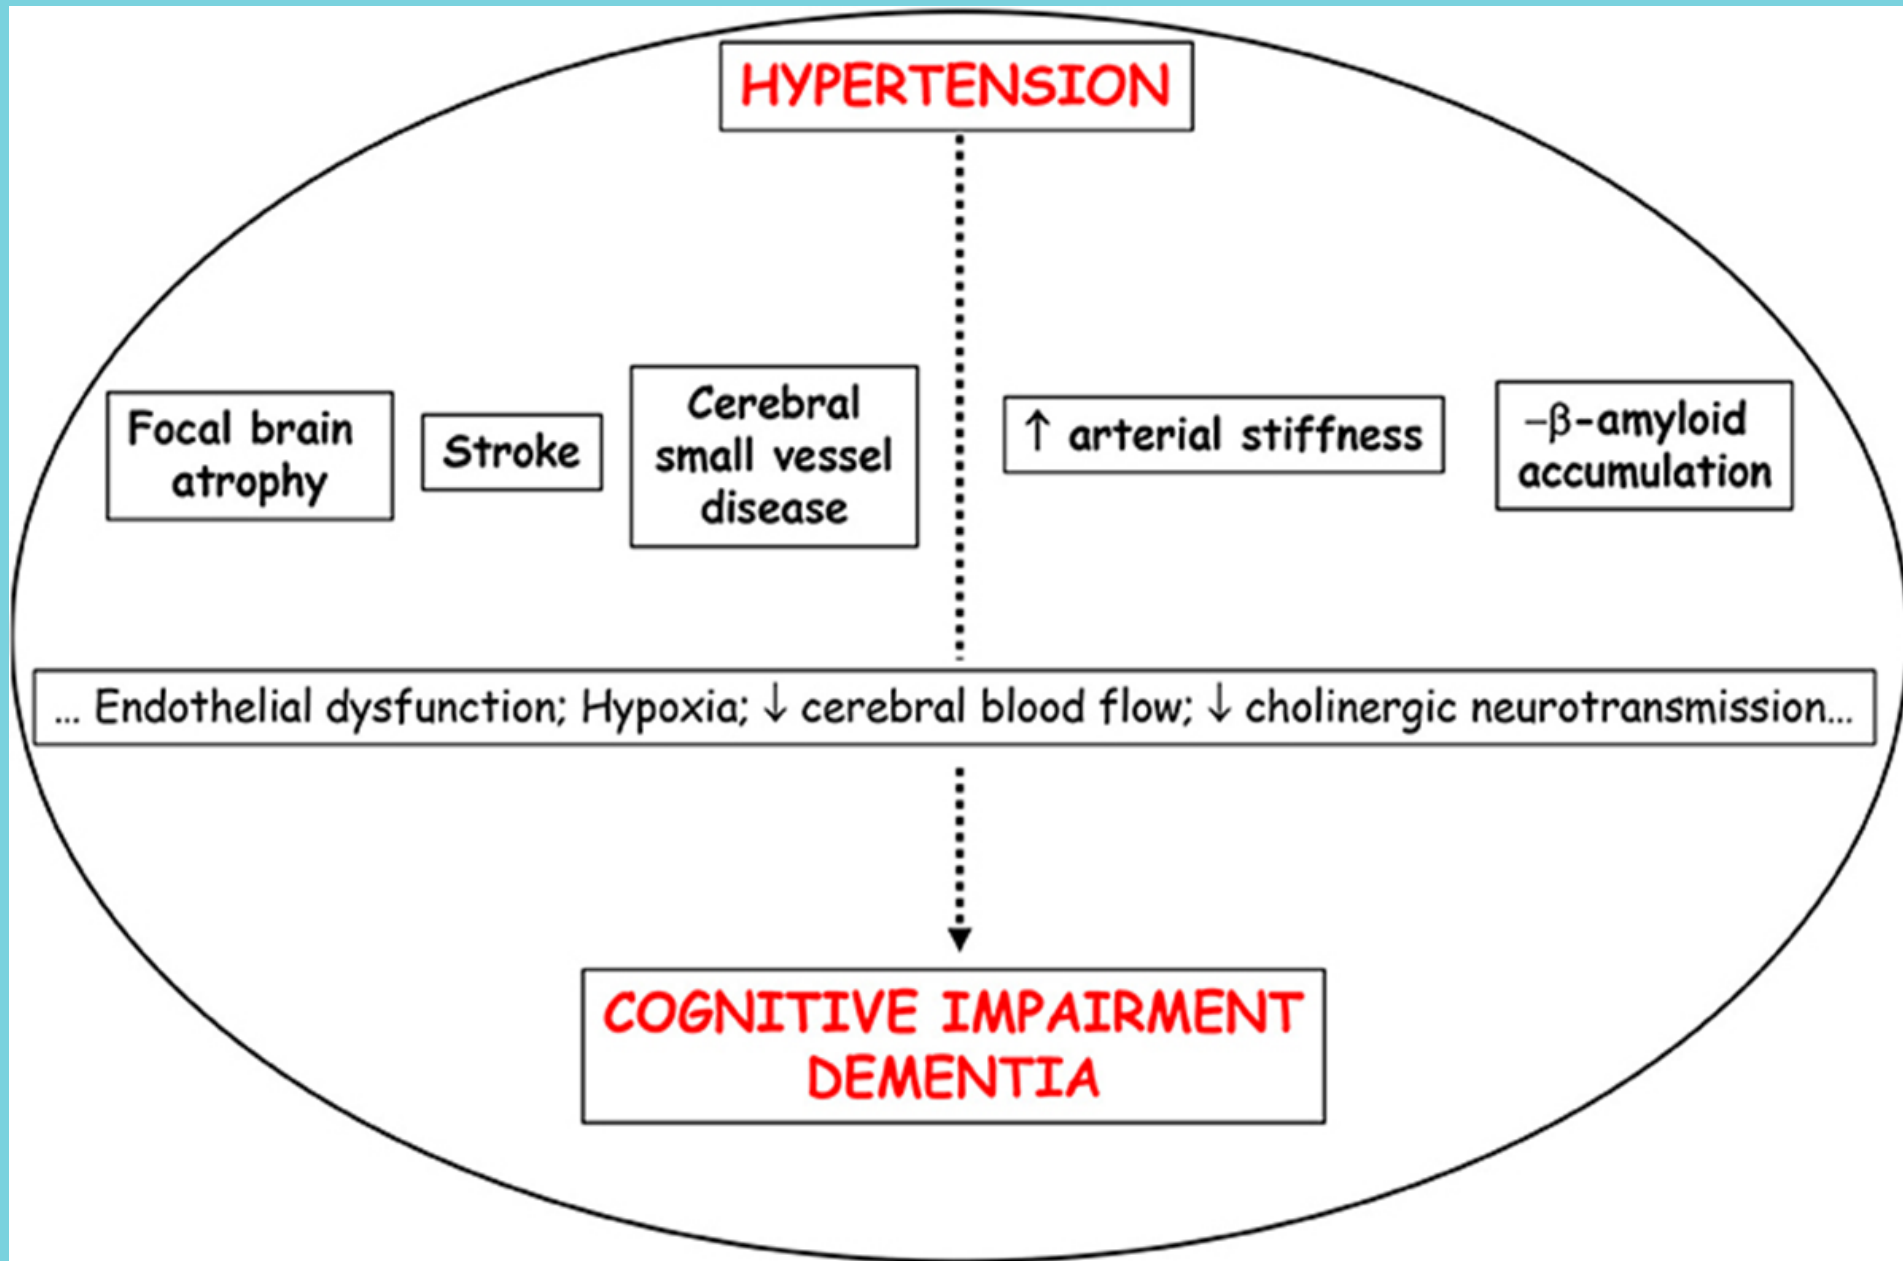 HYPERTENSION
Focal brain
atrophy
Stroke
Cerebral
small vessel
disease
↑ arterial stiffness
-β-amyloid
accumulation
... Endothelial dysfunction; Hypoxia; ↓ cerebral blood flow; ↓ cholinergic neurotransmission...
COGNITIVE IMPAIRMENT
DEMENTIA